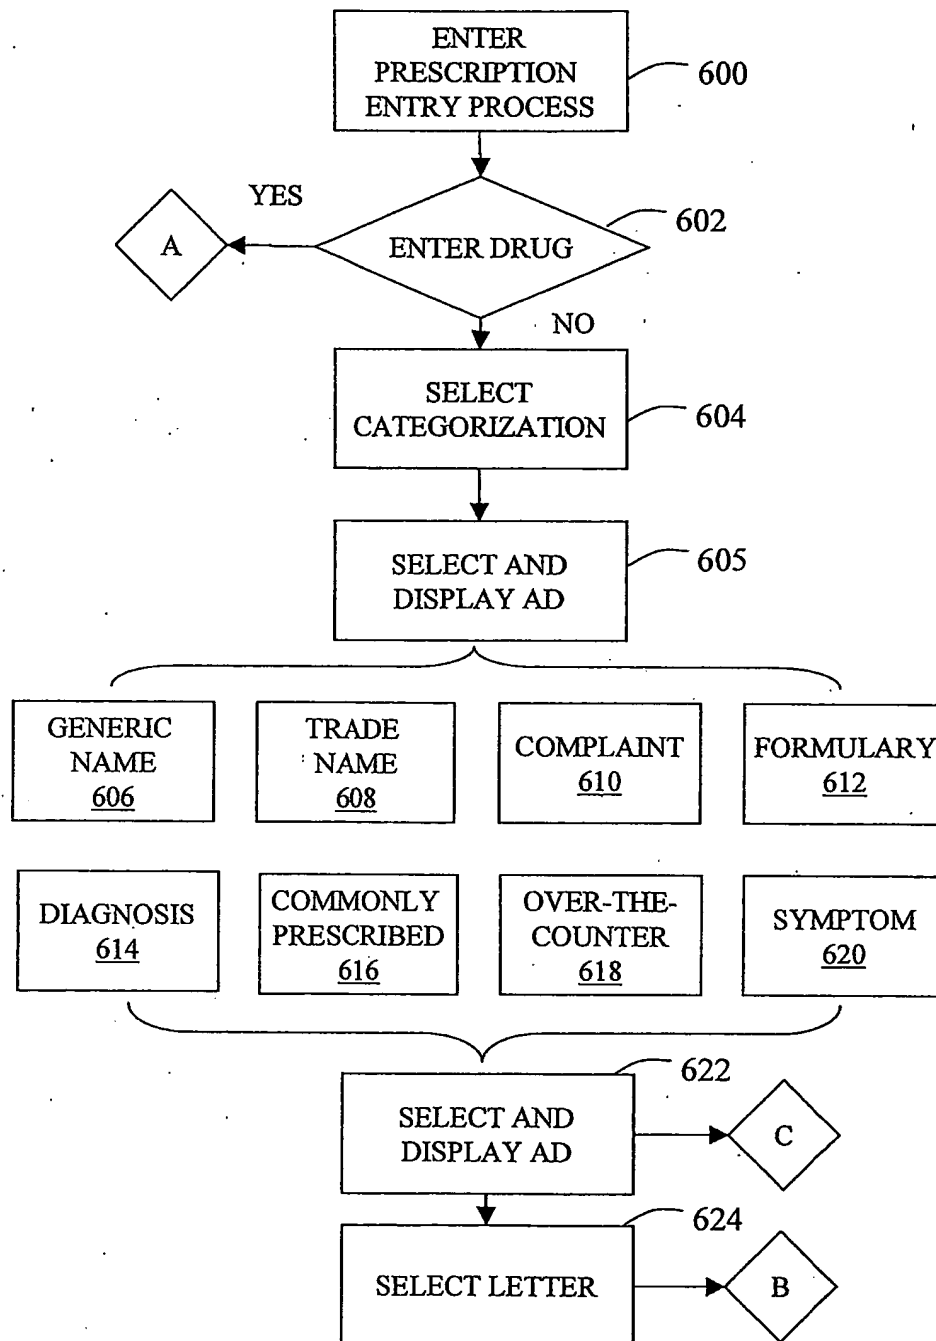 ENTER
PRESCRIPTION
ENTRY PROCESS
600
YES
602
A
ENTER DRUG
NO
SELECT
CATEGORIZATION
604
SELECT AND
DISPLAY AD
605
GENERIC
NAME
606
TRADE
NAME
608
COMPLAINT
610
FORMULARY
612
DIAGNOSIS
614
COMMONLY
PRESCRIBED
616
OVER-THE-
COUNTER
618
SYMPTOM
620
622
SELECT AND
DISPLAY AD
C
624
SELECT LETTER
B